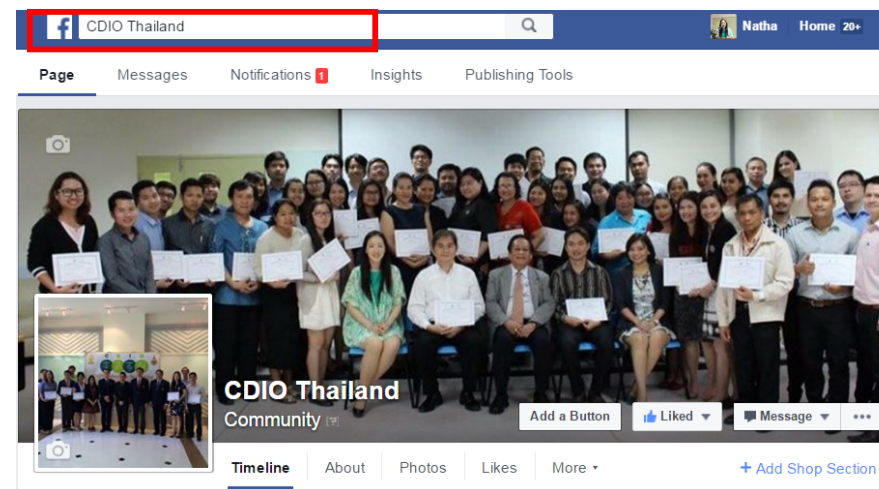 f CDIO Thailand Natha Home 20+
Page Messages Notifications 1 Insights Publishing Tools
CDIO Thailand
Community [?]
Add a Button Liked Message
Timeline About Photos Likes More + Add Shop Section